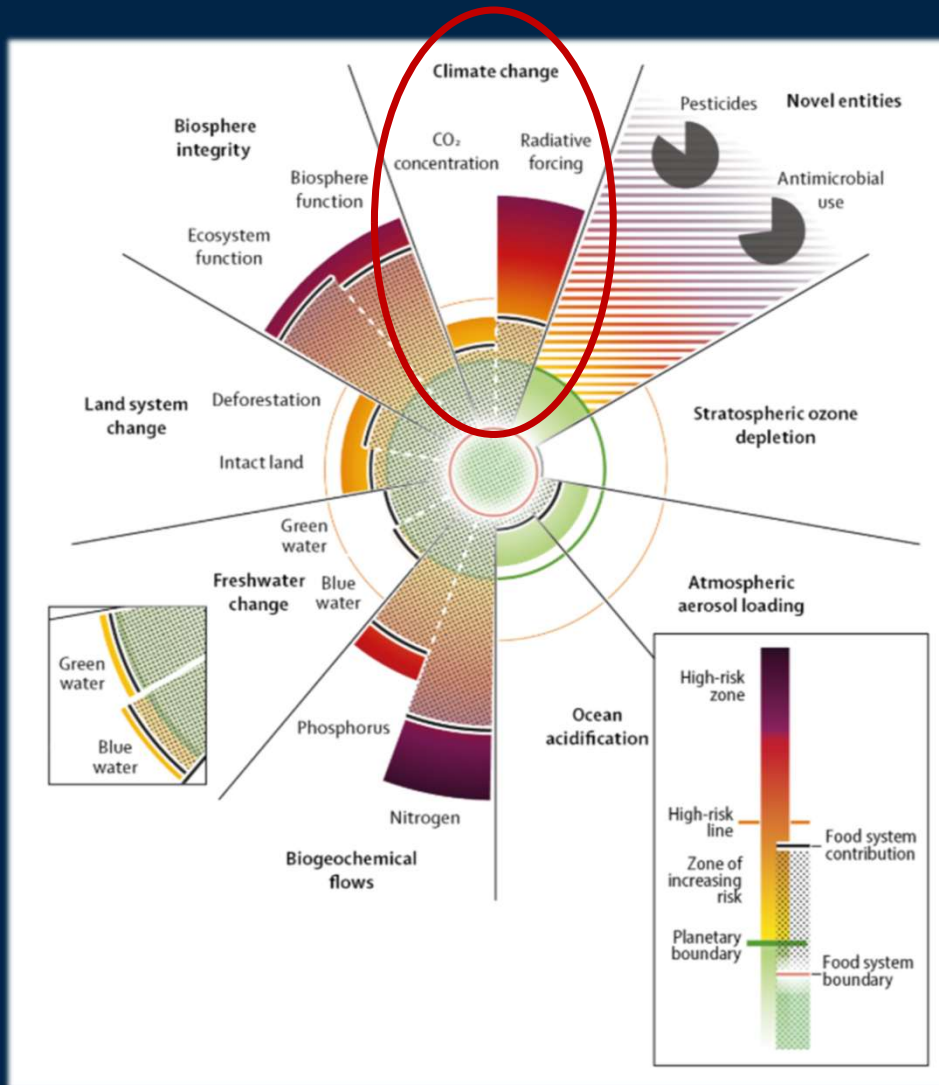 Climate change
CO₂
concentration
Radiative
forcing
Pesticides
Novel entities
Antimicrobial
use
Biosphere
integrity
Biosphere
function
Ecosystem
function
Land system
change
Deforestation
Intact land
Stratospheric ozone
depletion
Green
water
Freshwater
change
Blue
water
Atmospheric
aerosol loading
Green
water
Blue
water
Phosphorus
Nitrogen
Biogeochemical
flows
Ocean
acidification
High-risk
zone
High-risk
line
Food system
contribution
Zone of
increasing
risk
Planetary
boundary
Food system
boundary